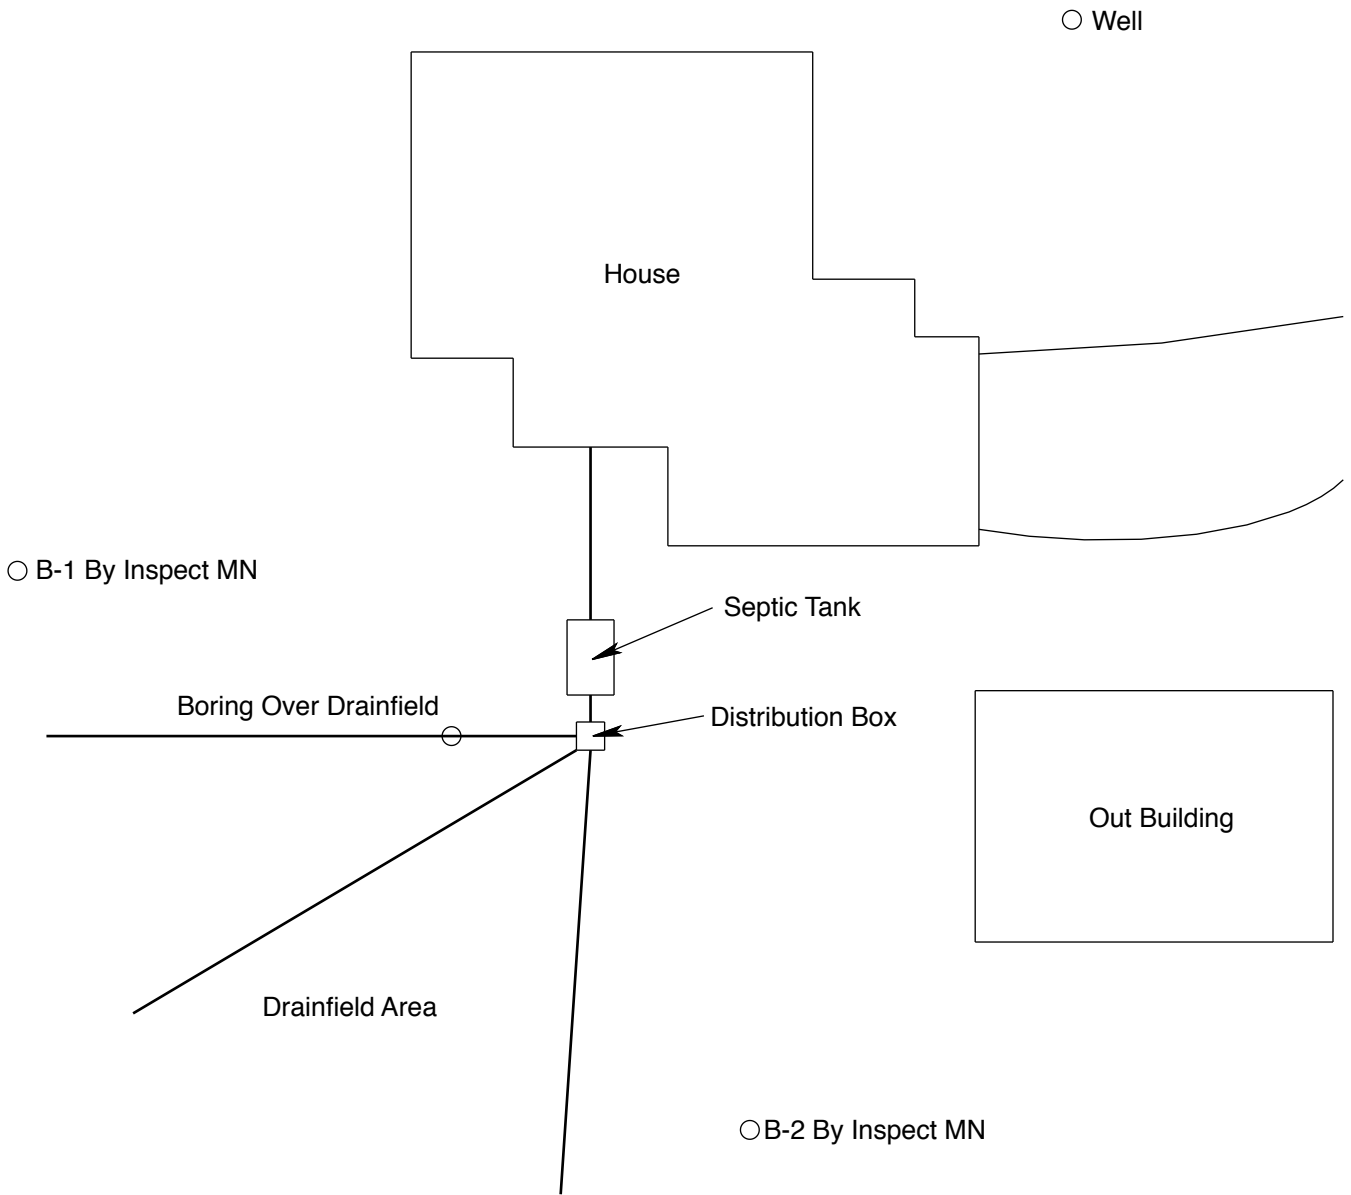 Well
House
B-1 By Inspect MN
Septic Tank
Boring Over Drainfield
Distribution Box
Out Building
Drainfield Area
B-2 By Inspect MN